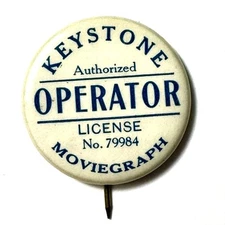 KEYSTONE
Authorized
OPERATOR
LICENSE
No. 79984
MOVIEGRAPH